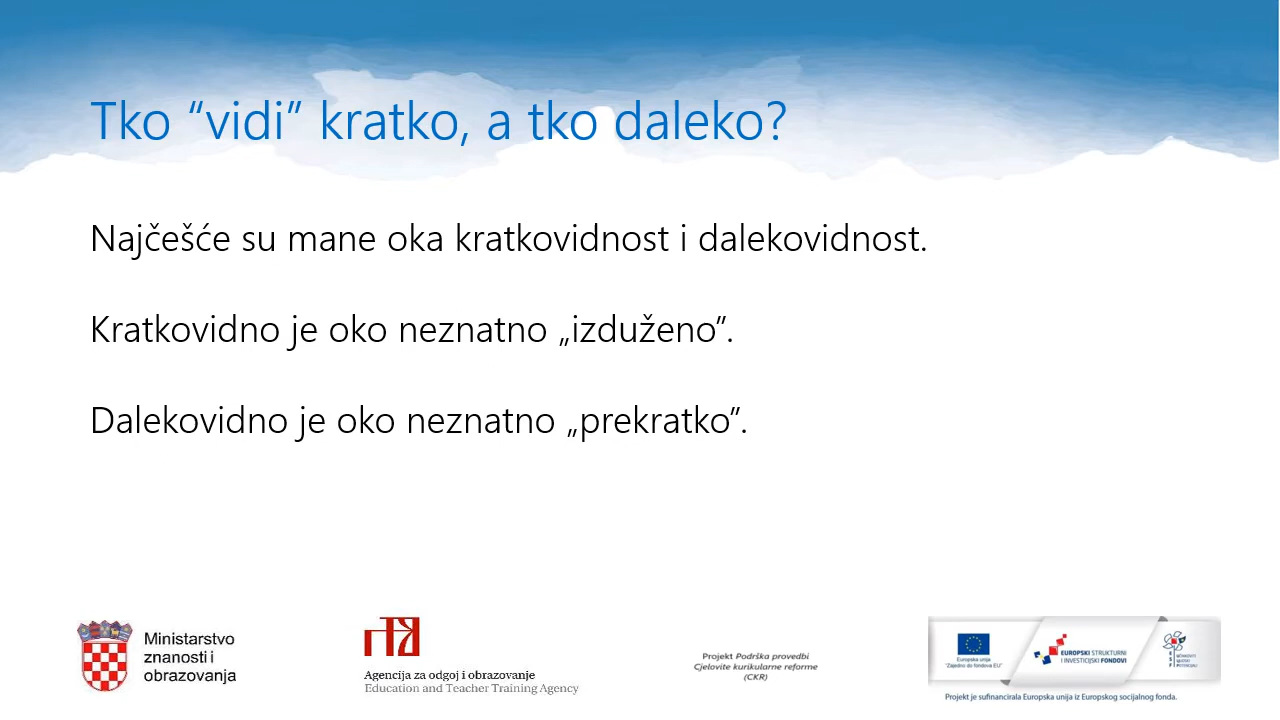 Tko “vidi” kratko, a tko daleko?
Najčešće su mane oka kratkovidnost i dalekovidnost.
Kratkovidno je oko neznatno „izduženo”.
Dalekovidno je oko neznatno „prekratko”.
Ministarstvo
znanosti i
obrazovanja
Agencija za odgoj i obrazovanje
Education and Teacher Training Agency
Projekt Podrška provedbi
Cjelovite kurikularne reforme
(CKR)
Europska unija
"Zajedno do fondova EU"
EUROPSKI STRUKTURNI
I INVESTICIJSKI FONDOVI
Projekt je sufinancirala Europska unija iz Europskog socijalnog fonda.